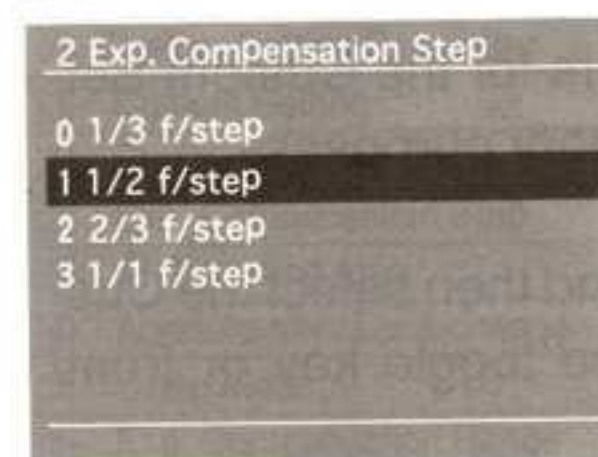 2 Exp. Compensation Step
0 1/3 f/step
1 1/2 f/step
2 2/3 f/step
3 1/1 f/step